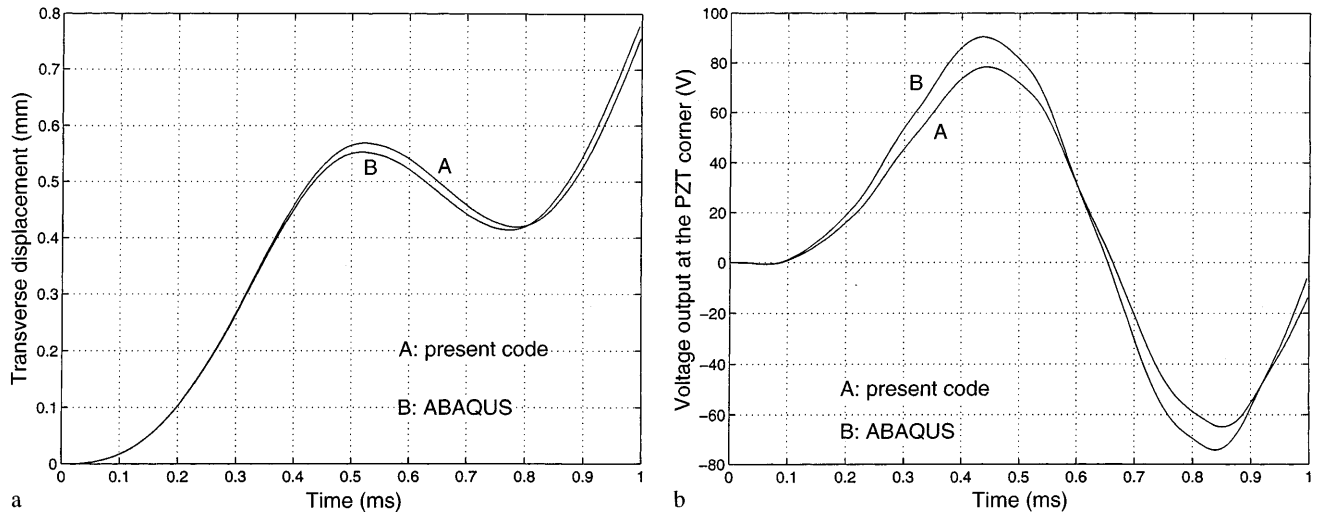 Transverse displacement (mm)
0.8
0.7
0.6
0.5
0.4
0.3
0.2
0.1
0
A
B
A: present code
B: ABAQUS
0 0.1 0.2 0.3 0.4 0.5 0.6 0.7 0.8 0.9 1
Time (ms)
a
Voltage output at the PZT corner (V)
100
80
60
40
20
0
−20
−40
−60
−80
B
A
A: present code
B: ABAQUS
0 0.1 0.2 0.3 0.4 0.5 0.6 0.7 0.8 0.9 1
Time (ms)
b